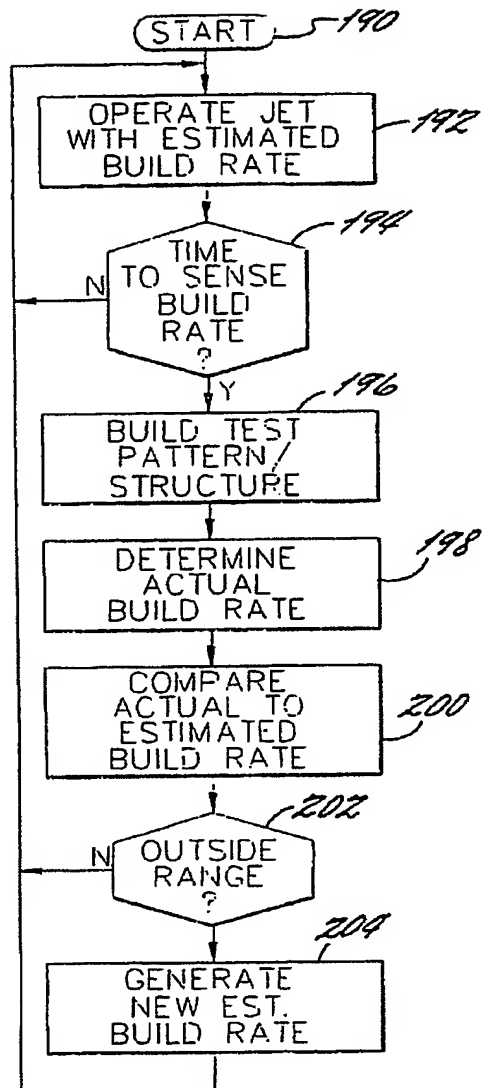 START 190
OPERATE JET
WITH ESTIMATED
BUILD RATE
192
TIME
TO SENSE
BUILD
RATE
?
194
N
Y
BUILD TEST
PATTERN/
STRUCTURE
196
DETERMINE
ACTUAL
BUILD RATE
198
COMPARE
ACTUAL TO
ESTIMATED
BUILD RATE
200
OUTSIDE
RANGE
?
202
N
GENERATE
NEW EST.
BUILD RATE
204